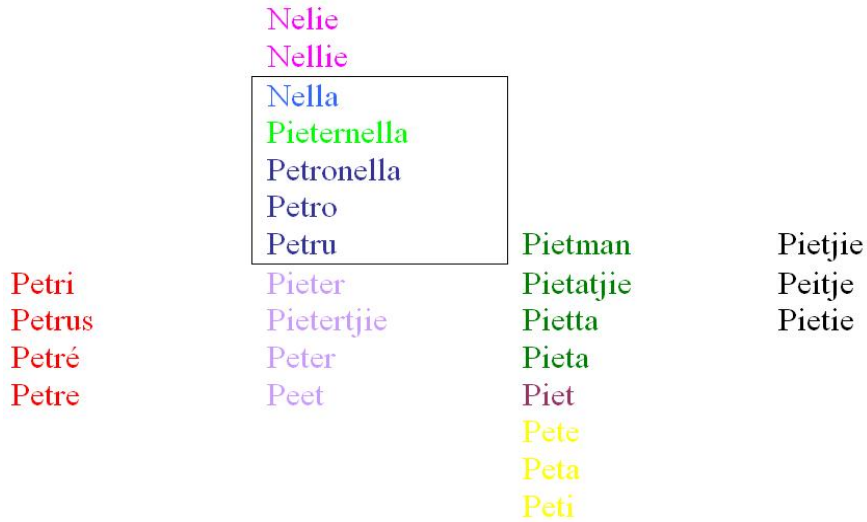 Nelie
Nellie
Nella
Pieternella
Petronella
Petro
Petru Pietman Pietjie
Petri Pieter Pietatjie Peitje
Petrus Pietertjie Pietta Pietie
Petré Peter Pieta
Petre Peet Piet
Pete
Peta
Peti